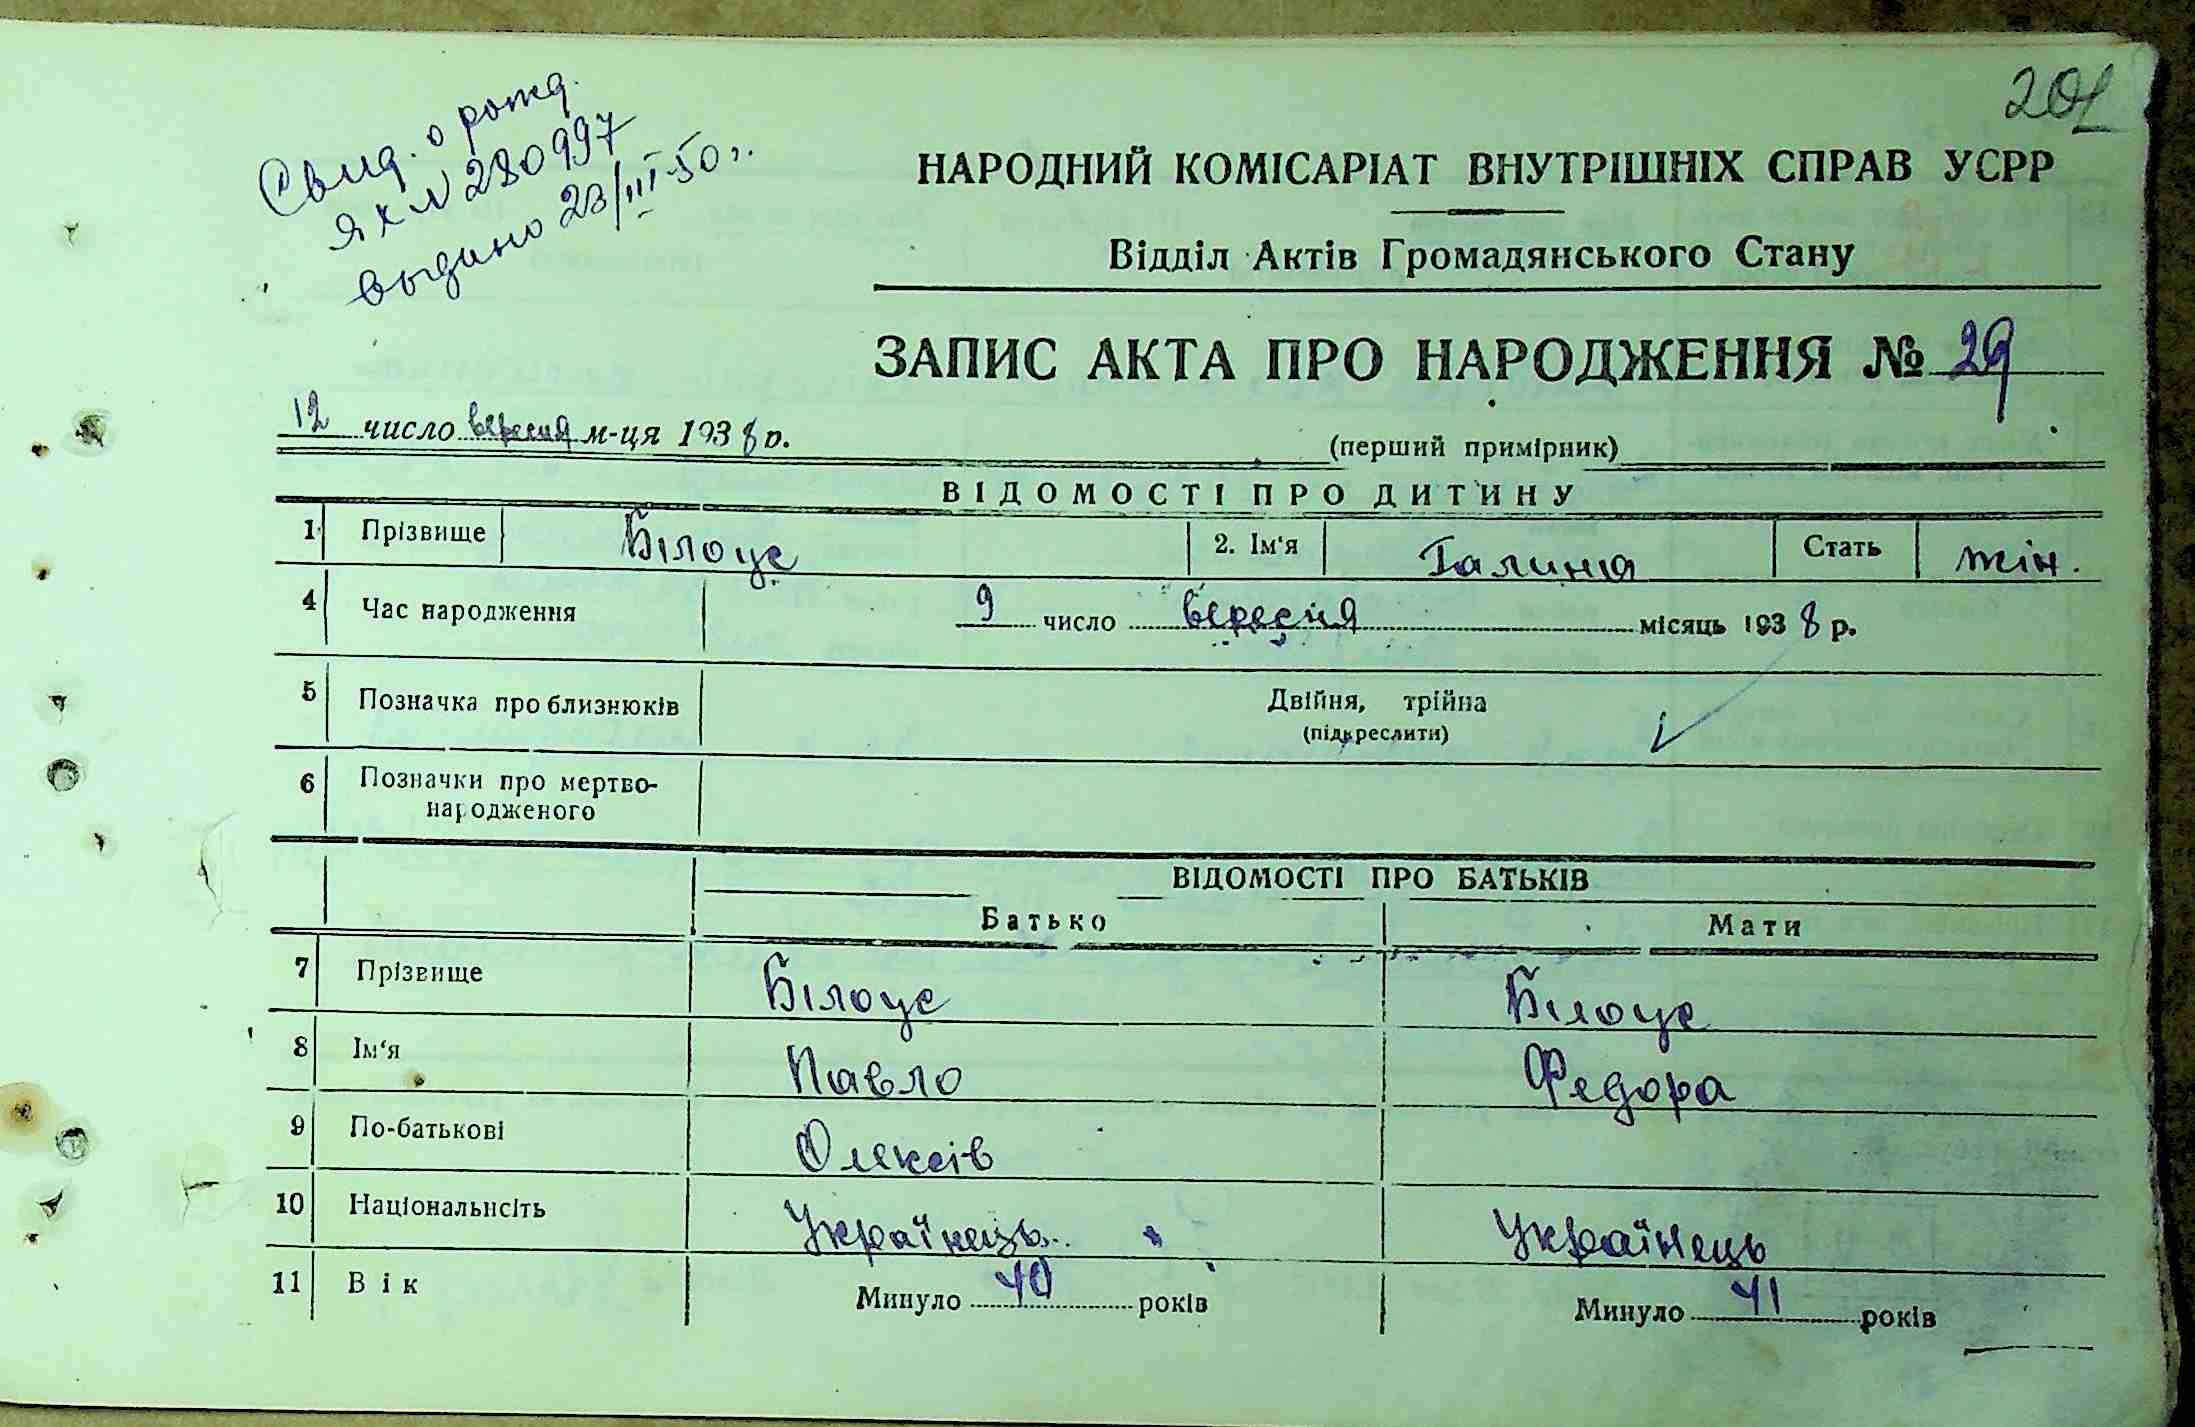 201
Свид. о рожд.
ЯХ № 280997
выдано 23/III-50 г.
НАРОДНИЙ КОМІСАРІАТ ВНУТРІШНІХ СПРАВ УСРР
Відділ Актів Громадянського Стану
ЗАПИС АКТА ПРО НАРОДЖЕННЯ № 29
12 число вересня м-ця 1938 р.
(перший примірник)
ВІДОМОСТІ ПРО ДИТИНУ
1 Прізвище Білоус 2. Ім'я Галина Стать жін.
4 Час народження 9 число вересня місяць 1938 р.
5 Позначка про близнюків Двійня, трійна
(підкреслити)
6 Позначки про мертво-
народженого
ВІДОМОСТІ ПРО БАТЬКІВ
Батько Мати
7 Прізвище Білоус Білоус
8 Ім'я Павло Федора
9 По-батькові Олексів
10 Національнсіть Українець Українець
11 Вік Минуло 40 років Минуло 41 років